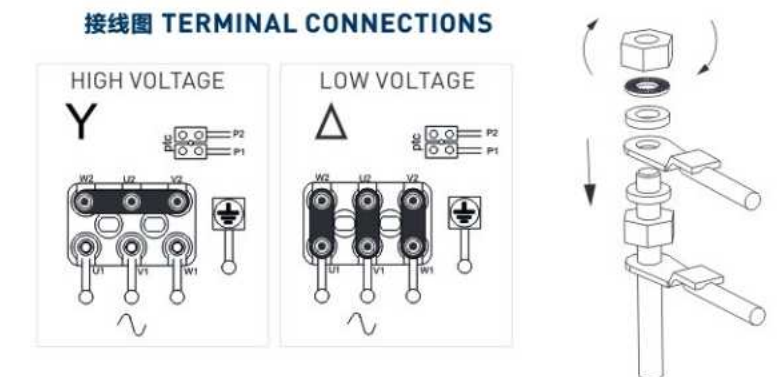 接线图 TERMINAL CONNECTIONS
HIGH VOLTAGE
Y
ptc
P2
P1
W2 U2 V2
U1 V1 W1
LOW VOLTAGE
Δ
ptc
P2
P1
W2 U2 V2
U1 V1 W1